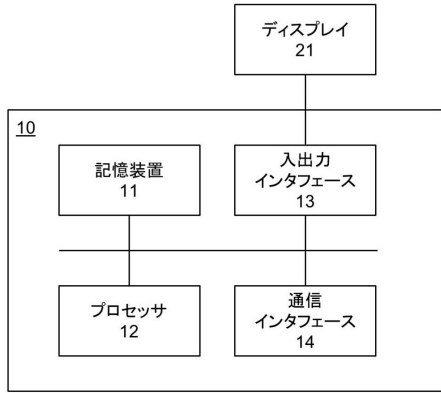 ディスプレイ
21
10
記憶装置
11
入出力
インタフェース
13
プロセッサ
12
通信
インタフェース
14